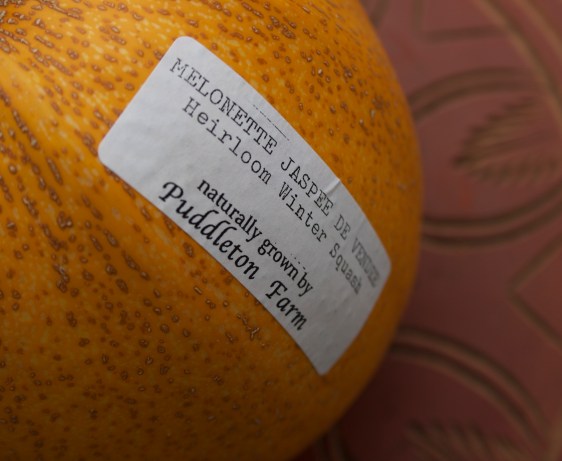 MELONETTE JASPEE DE VENDEE
Heirloom Winter Squash
naturally grown by
Puddleton Farm